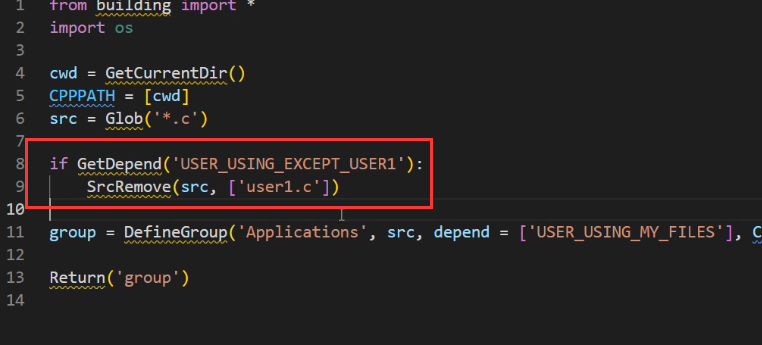 1 from building import *
2 import os
3
4 cwd = GetCurrentDir()
5 CPPPATH = [cwd]
6 src = Glob('*.c')
7
8 if GetDepend('USER_USING_EXCEPT_USER1'):
9 SrcRemove(src, ['user1.c'])
10
11 group = DefineGroup('Applications', src, depend = ['USER_USING_MY_FILES'], C
12
13 Return('group')
14